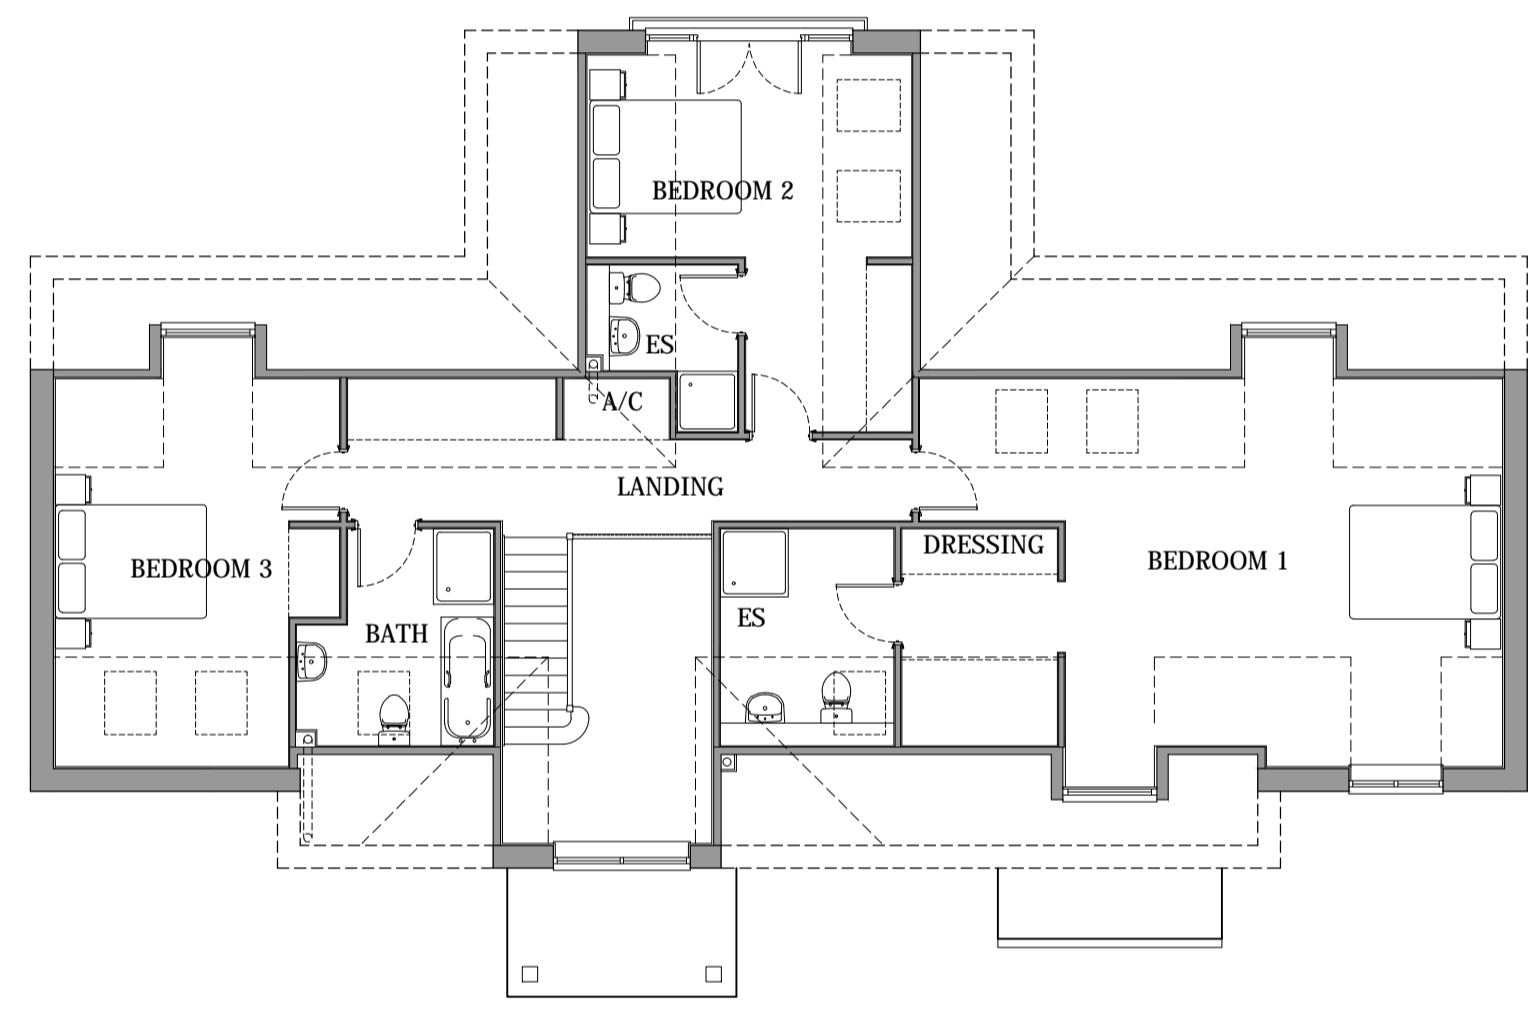 BEDROOM 2
ES
A/C
LANDING
DRESSING
BEDROOM 3
BEDROOM 1
ES
BATH